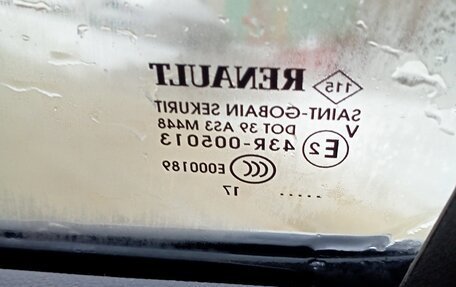 RENAULT 115
SAINT-GOBAIN SEKURIT
V
DOT 39 AS3 M448
E2 43R-005013
CCC E000189
17 .....